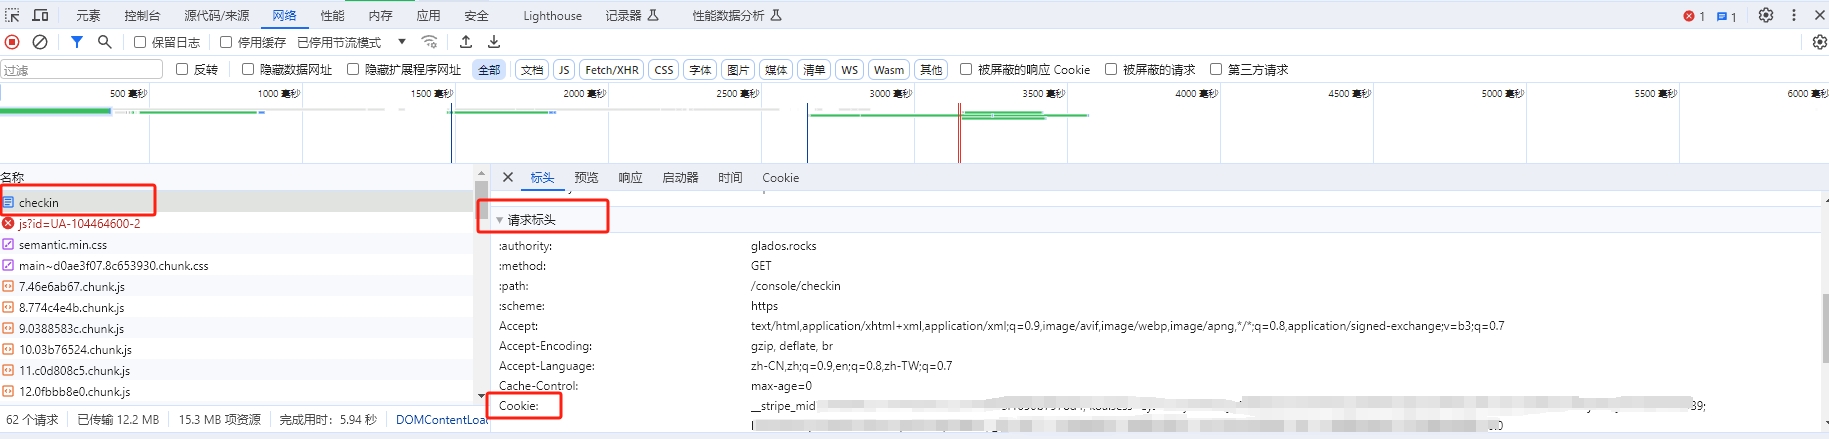 元素 控制台 源代码/来源 网络 性能 内存 应用 安全 Lighthouse 记录器 性能数据分析 1 1
保留日志 停用缓存 已停用节流模式
过滤 反转 隐藏数据网址 隐藏扩展程序网址 全部 文档 JS Fetch/XHR CSS 字体 图片 媒体 清单 WS Wasm 其他 被屏蔽的响应 Cookie 被屏蔽的请求 第三方请求
500 毫秒 1000 毫秒 1500 毫秒 2000 毫秒 2500 毫秒 3000 毫秒 3500 毫秒 4000 毫秒 4500 毫秒 5000 毫秒 5500 毫秒 6000 毫秒
名称
checkin
js?id=UA-104464600-2
semantic.min.css
main~d0ae3f07.8c653930.chunk.css
7.46e6ab67.chunk.js
8.774c4e4b.chunk.js
9.0388583c.chunk.js
10.03b76524.chunk.js
11.c0d808c5.chunk.js
12.0fbbb8e0.chunk.js
62 个请求 已传输 12.2 MB 15.3 MB 项资源 完成用时：5.94 秒 DOMContentLoa
标头 预览 响应 启动器 时间 Cookie
请求标头
:authority: glados.rocks
:method: GET
:path: /console/checkin
:scheme: https
Accept: text/html,application/xhtml+xml,application/xml;q=0.9,image/avif,image/webp,image/apng,*/*;q=0.8,application/signed-exchange;v=b3;q=0.7
Accept-Encoding: gzip, deflate, br
Accept-Language: zh-CN,zh;q=0.9,en;q=0.8,zh-TW;q=0.7
Cache-Control: max-age=0
Cookie: __stripe_mid 39;